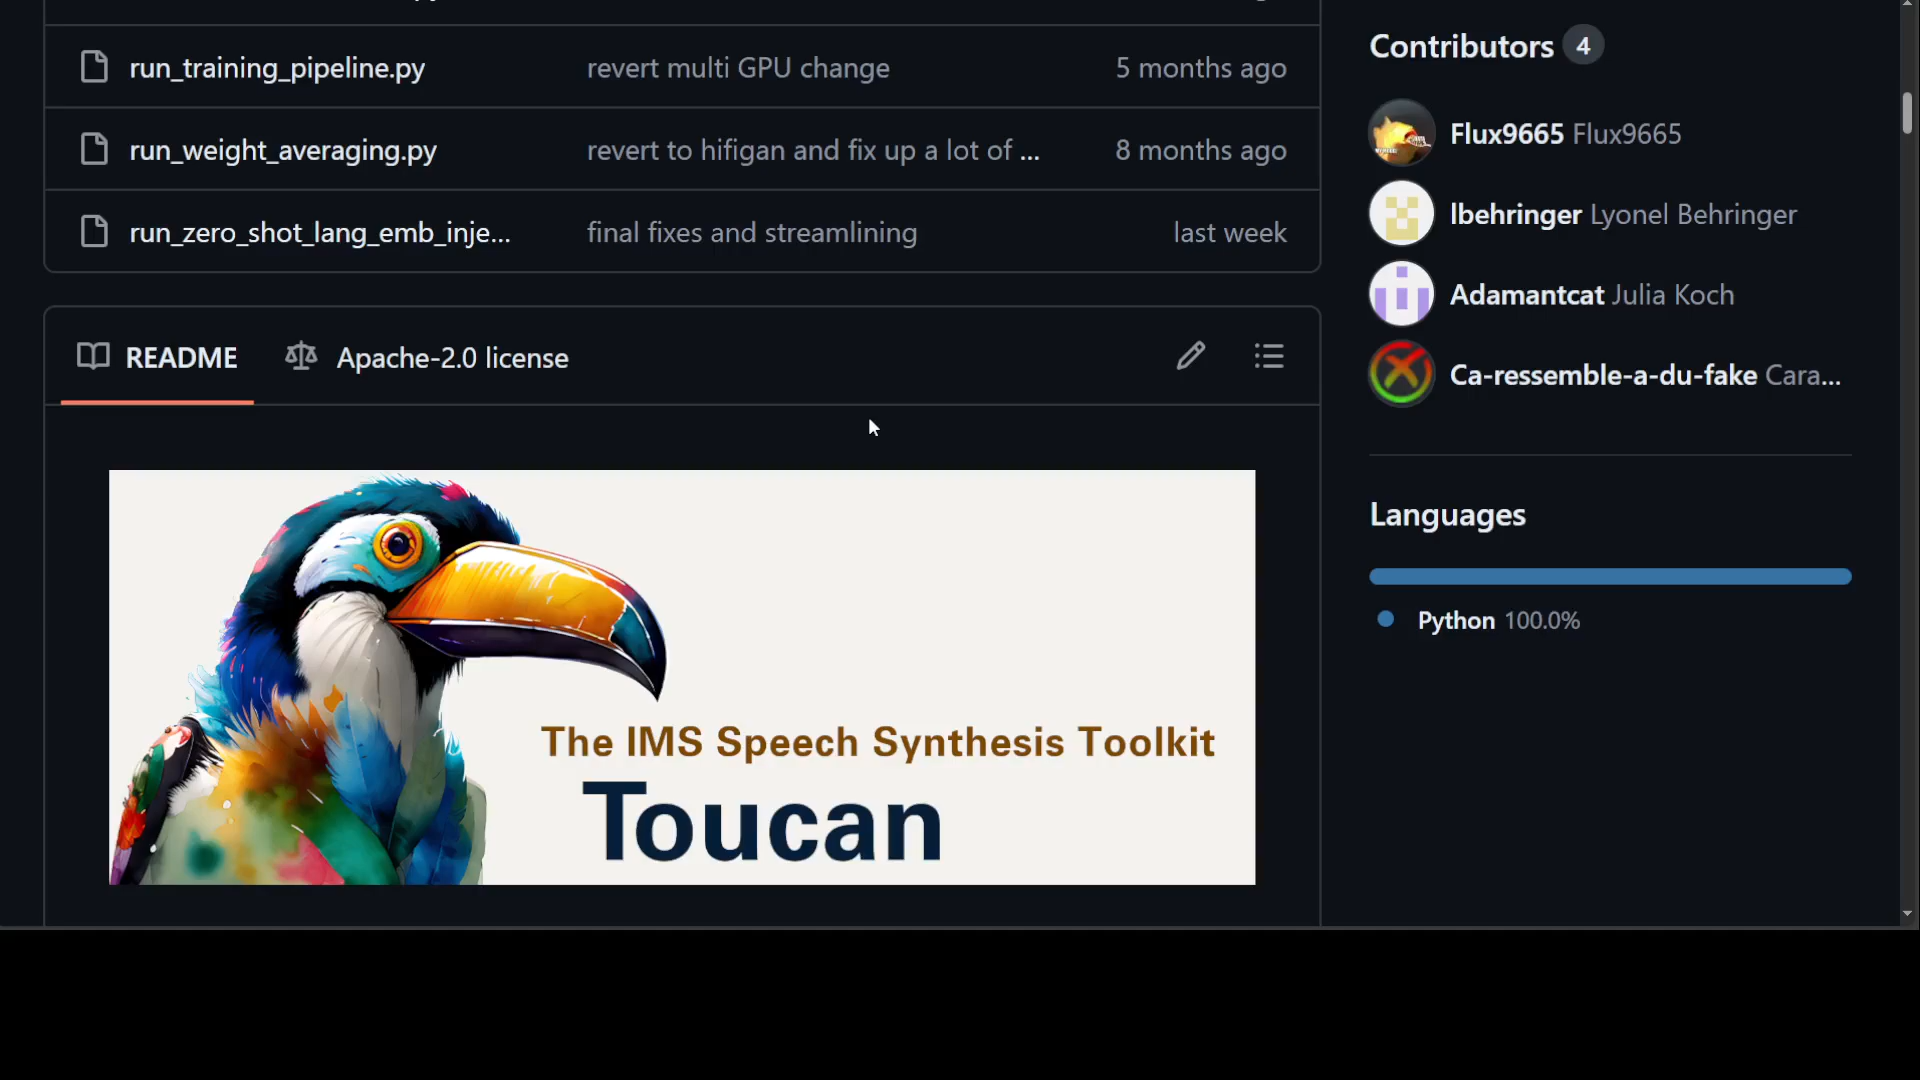 run_training_pipeline.py revert multi GPU change 5 months ago
run_weight_averaging.py revert to hifigan and fix up a lot of ... 8 months ago
run_zero_shot_lang_emb_inje... final fixes and streamlining last week
README Apache-2.0 license
The IMS Speech Synthesis Toolkit
Toucan
Contributors 4
Flux9665 Flux9665
lbehringer Lyonel Behringer
Adamantcat Julia Koch
Ca-ressemble-a-du-fake Cara...
Languages
Python 100.0%